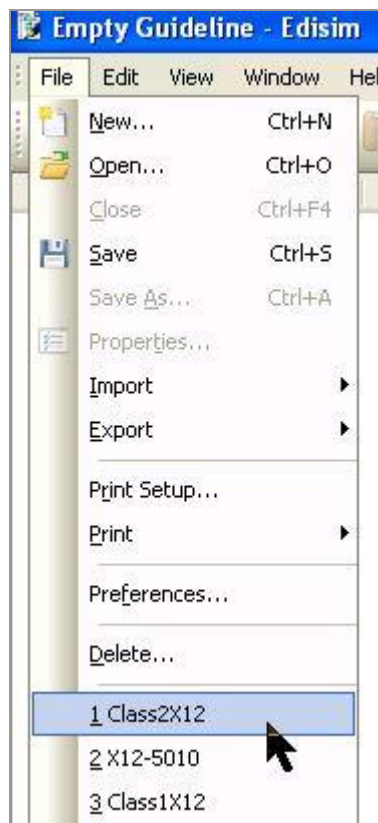 Empty Guideline - Edisim
File Edit View Window Hel
New... Ctrl+N
Open... Ctrl+O
Close Ctrl+F4
Save Ctrl+S
Save As... Ctrl+A
Properties...
Import
Export
Print Setup...
Print
Preferences...
Delete...
1 Class2X12
2 X12-5010
3 Class1X12